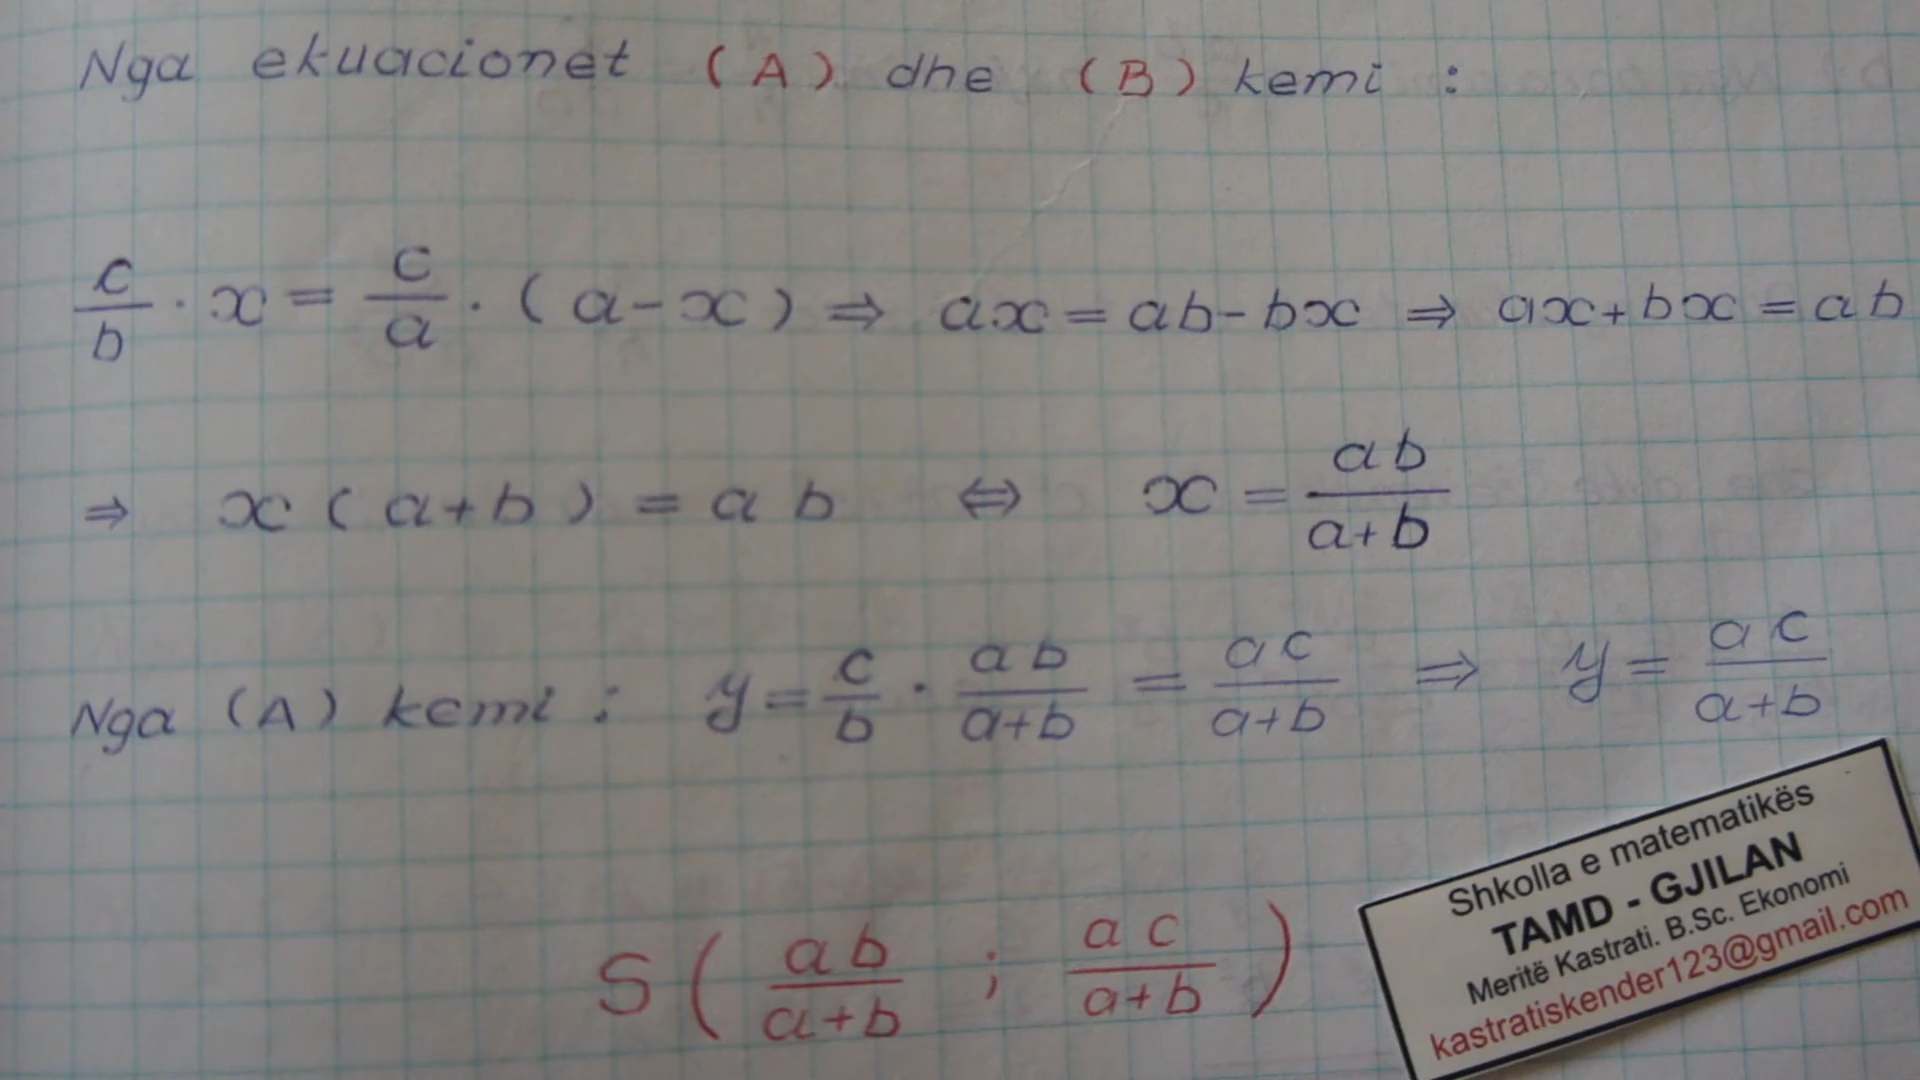 Nga ekuacionet (A) dhe (B) kemi :
c/b · x = c/a · (a - x) ⇒ ax = ab - bx ⇒ ax + bx = ab
⇒ x (a+b) = ab ⇔ x = ab/(a+b)
Nga (A) kemi : y = c/b · ab/(a+b) = ac/(a+b) ⇒ y = ac/(a+b)
S ( ab/(a+b) ; ac/(a+b) )
Shkolla e matematikës
TAMD - GJILAN
Meritë Kastrati. B.Sc. Ekonomi
kastratiskender123@gmail.com